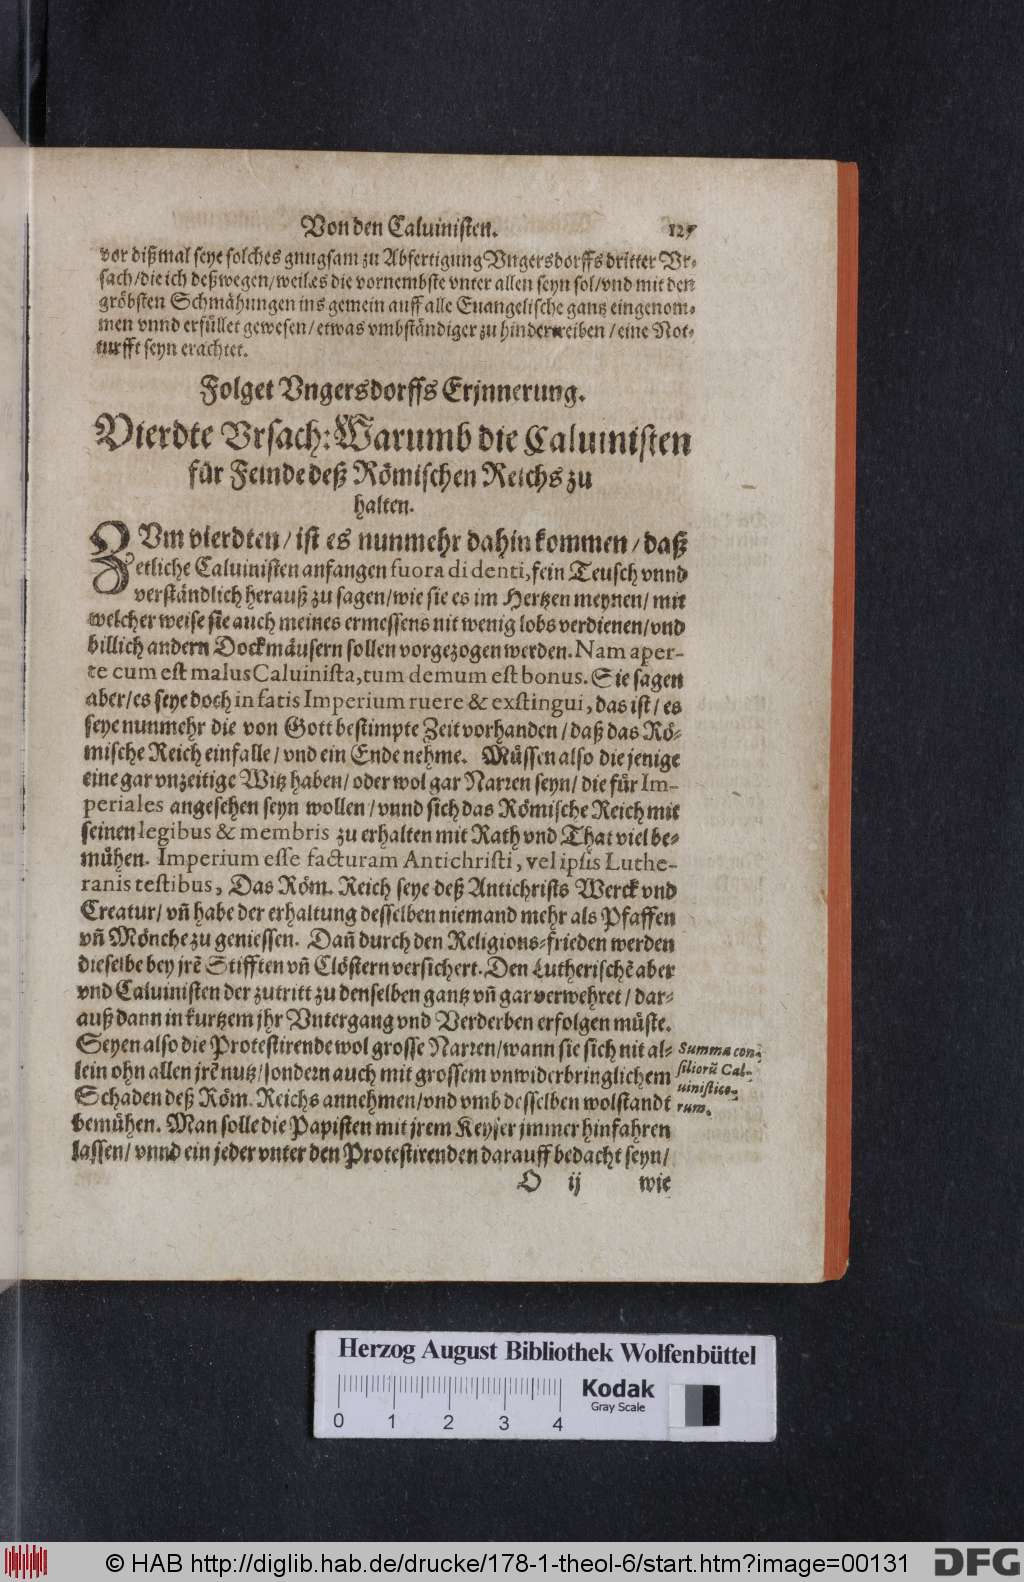 Von den Caluinisten. 125
vor dißmal seye solches gnugsam zu Abfertigung Vngersdorffs dritter Vr-
sach/die ich deßwegen/weil es die vornembste vnter allen seyn sol/vnd mit den
gröbsten Schmähungen ins gemein auff alle Euangelische gantz eingenom-
men vnnd erfüllet gewesen/etwas vmbständiger zu hindertreiben/eine Not-
turfft seyn erachtet.
Folget Vngersdorffs Erjnnerung.
Vierdte Vrsach: Warumb die Caluinisten
für Feinde deß Römischen Reichs zu
halten.
ZVm vierdten/ist es nunmehr dahin kommen/daß
etliche Caluinisten anfangen fuora di denti, fein Teusch vnnd
verständlich herauß zu sagen/wie sie es im Hertzen meynen/mit
welcher weise sie auch meines ermessens nit wenig lobs verdienen/vnd
billich andern Dockmäusern sollen vorgezogen werden. Nam aper-
te cum est malus Caluinista, tum demum est bonus. Sie sagen
aber/es seye doch in fatis Imperium ruere & exstingui, das ist/es
seye nunmehr die von Gott bestimpte Zeit vorhanden/daß das Rö-
mische Reich einfalle/vnd ein Ende nehme. Müssen also die jenige
eine gar vnzeitige Witz haben/oder wol gar Narren seyn/die für Im-
periales angesehen seyn wollen/vnnd sich das Römische Reich mit
seinen legibus & membris zu erhalten mit Rath vnd That viel be-
mühen. Imperium esse facturam Antichristi, vel ipsis Luthe-
ranis testibus, Das Röm. Reich seye deß Antichrists Werck vnd
Creatur/vn̄ habe der erhaltung desselben niemand mehr als Pfaffen
vn̄ Mönche zu geniessen. Dan̄ durch den Religions-frieden werden
dieselbe bey jrē Stifften vn̄ Clöstern versichert. Den Lutherischē aber
vnd Caluinisten der zutritt zu denselben gantz vn̄ gar verwehret/dar-
auß dann in kurtzem jhr Vntergang vnd Verderben erfolgen müste.
Seyen also die Protestirende wol grosse Narren/wann sie sich nit al-
lein ohn allen jrē nutz/sondern auch mit grossem vnwiderbringlichem
Schaden deß Röm. Reichs annehmen/vnd vmb desselben wolstandt
bemühen. Man solle die Papisten mit jrem Keyser jmmer hinfahren
lassen/vnnd ein jeder vnter den Protestirenden darauff bedacht seyn/
Summa con-
siliorū Cal-
uinistico-
rum.
O ij wie
Herzog August Bibliothek Wolfenbüttel
Kodak
Gray Scale
0 1 2 3 4
© HAB http://diglib.hab.de/drucke/178-1-theol-6/start.htm?image=00131
DFG